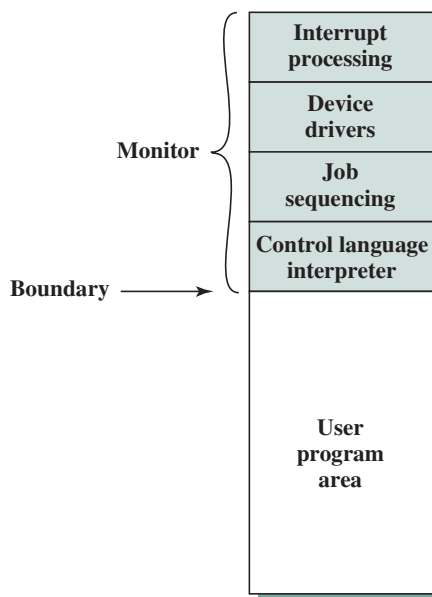 Interrupt
processing
Device
drivers
Monitor
Job
sequencing
Control language
interpreter
Boundary
User
program
area